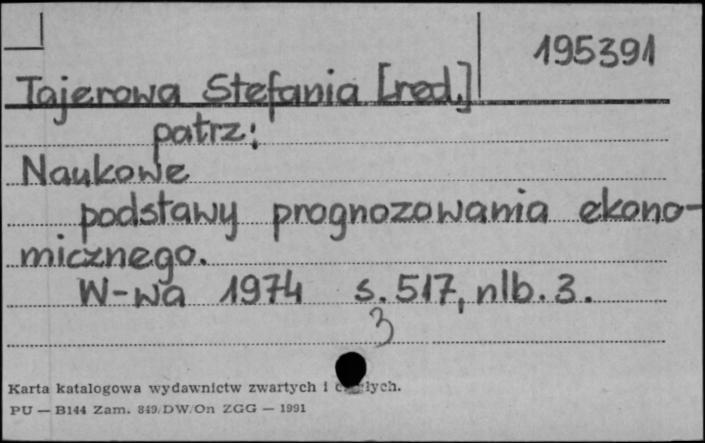 195391
Tajerowa Stefania [red.]
patrz:
Naukowe
podstawy prognozowania ekono-
micznego.
W-wa 1974 s. 517, nlb. 3.
3
Karta katalogowa wydawnictw zwartych i
PU — B144 Zam. 849/DW/On ZGG — 1991